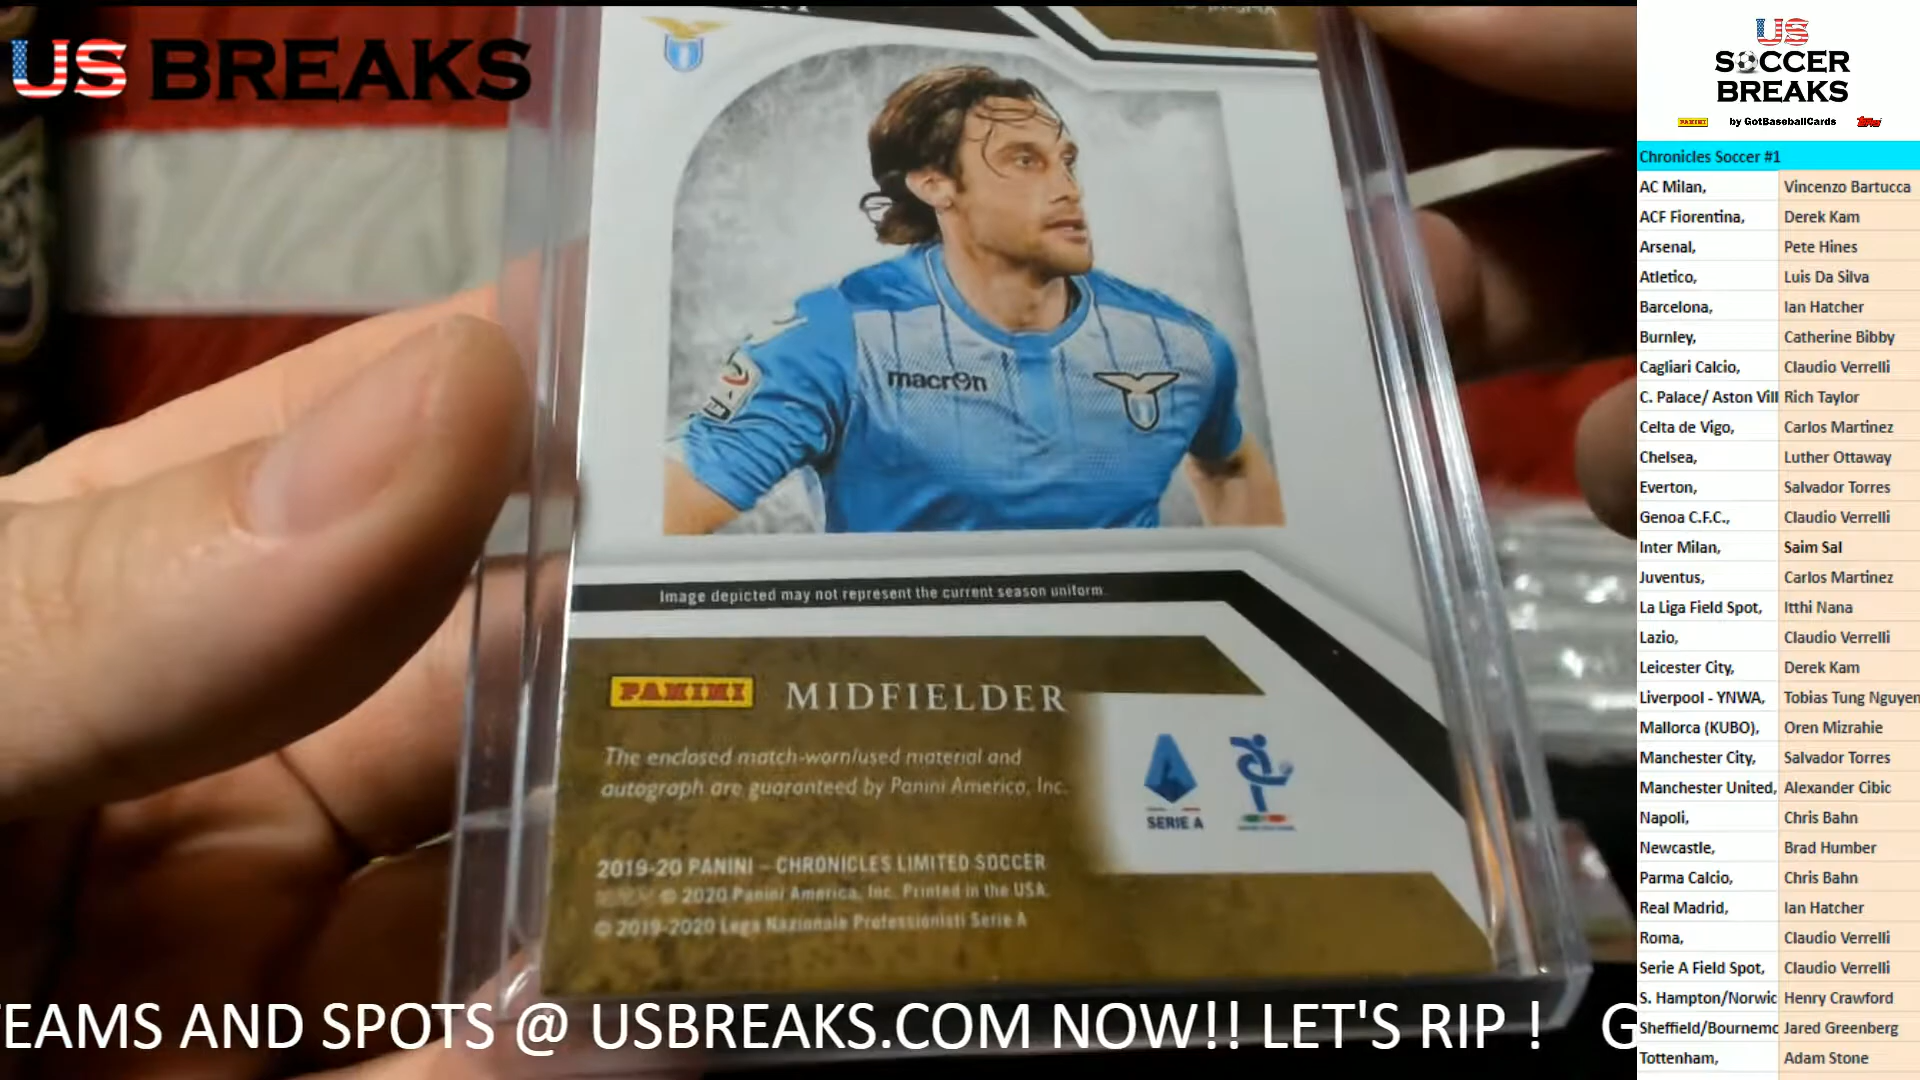 US BREAKS
macron
Image depicted may not represent the current season uniform.
PANINI MIDFIELDER
The enclosed match-worn/used material and
autograph are guaranteed by Panini America, Inc.
SERIE A
2019-20 PANINI – CHRONICLES LIMITED SOCCER
© 2020 Panini America, Inc. Printed in the USA.
© 2019-2020 Lega Nazionale Professionisti Serie A
TEAMS AND SPOTS @ USBREAKS.COM NOW!! LET'S RIP ! G
US
SOCCER
BREAKS
PANINI by GotBaseballCards Topps
Chronicles Soccer #1
AC Milan, Vincenzo Bartucca
ACF Fiorentina, Derek Kam
Arsenal, Pete Hines
Atletico, Luis Da Silva
Barcelona, Ian Hatcher
Burnley, Catherine Bibby
Cagliari Calcio, Claudio Verrelli
C. Palace/ Aston Vill Rich Taylor
Celta de Vigo, Carlos Martinez
Chelsea, Luther Ottaway
Everton, Salvador Torres
Genoa C.F.C., Claudio Verrelli
Inter Milan, Saim Sal
Juventus, Carlos Martinez
La Liga Field Spot, Itthi Nana
Lazio, Claudio Verrelli
Leicester City, Derek Kam
Liverpool - YNWA, Tobias Tung Nguyen
Mallorca (KUBO), Oren Mizrahie
Manchester City, Salvador Torres
Manchester United, Alexander Cibic
Napoli, Chris Bahn
Newcastle, Brad Humber
Parma Calcio, Chris Bahn
Real Madrid, Ian Hatcher
Roma, Claudio Verrelli
Serie A Field Spot, Claudio Verrelli
S. Hampton/Norwic Henry Crawford
Sheffield/Bournemo Jared Greenberg
Tottenham, Adam Stone